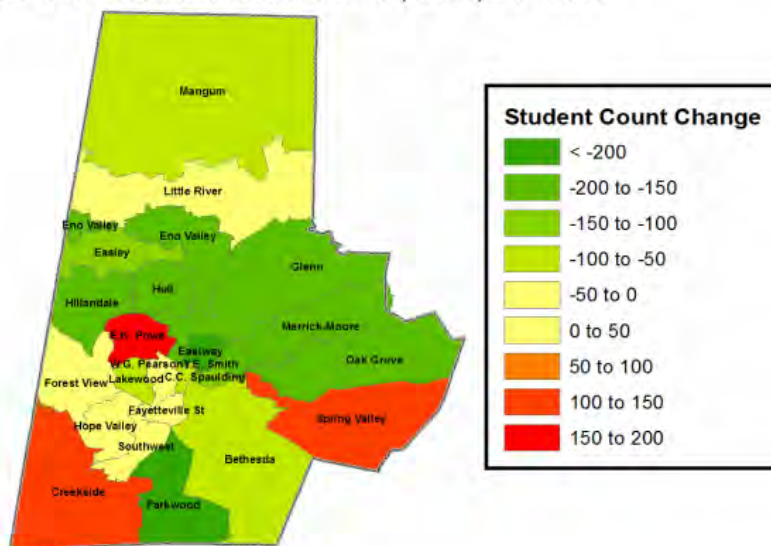 Mangum
Little River
Eno Valley
Eno Valley
Easley
Glenn
Hillandale
Holt
Merrick-Moore
E.K. Powe
Eastway
Oak Grove
W.G. Pearson
Y.E. Smith
Forest View
Lakewood
C.C. Spaulding
Fayetteville St
Spring Valley
Hope Valley
Southwest
Bethesda
Creekside
Parkwood
Student Count Change
< -200
-200 to -150
-150 to -100
-100 to -50
-50 to 0
0 to 50
50 to 100
100 to 150
150 to 200